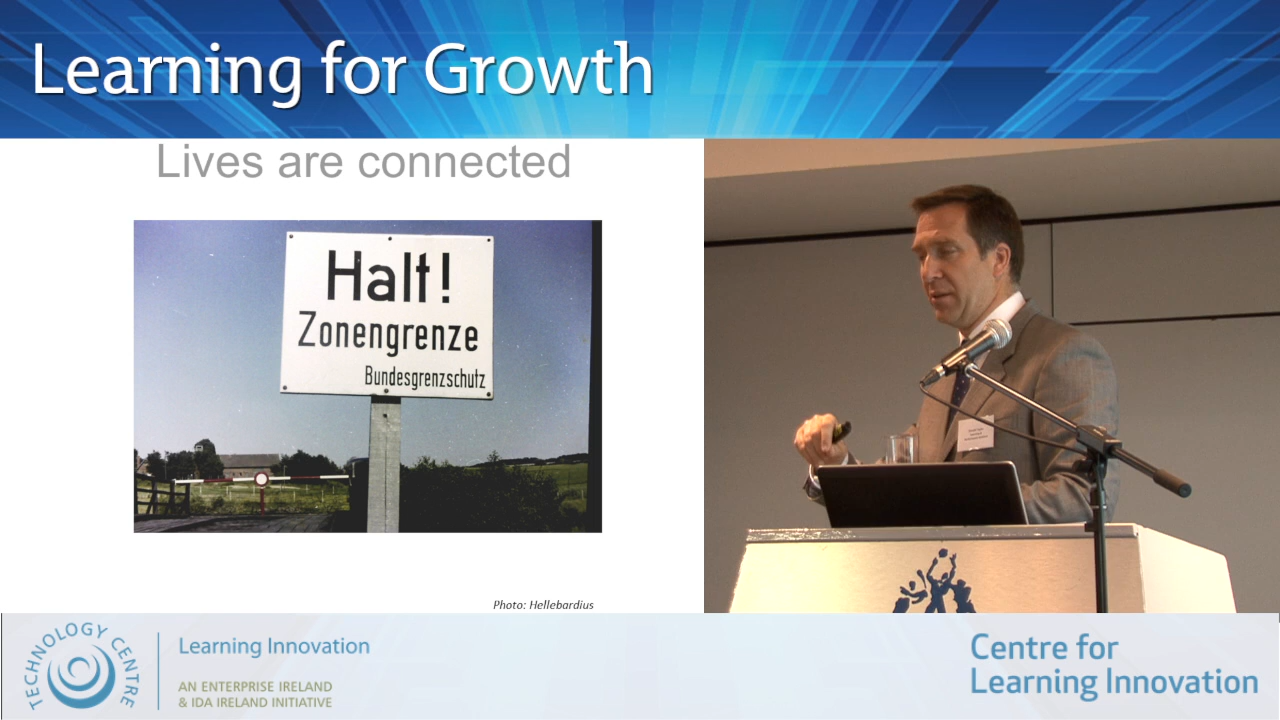 Learning for Growth
Lives are connected
Halt!
Zonengrenze
Bundesgrenzschutz
Photo: Hellebardius
TECHNOLOGY CENTRE
Learning Innovation
AN ENTERPRISE IRELAND
& IDA IRELAND INITIATIVE
Centre for
Learning Innovation